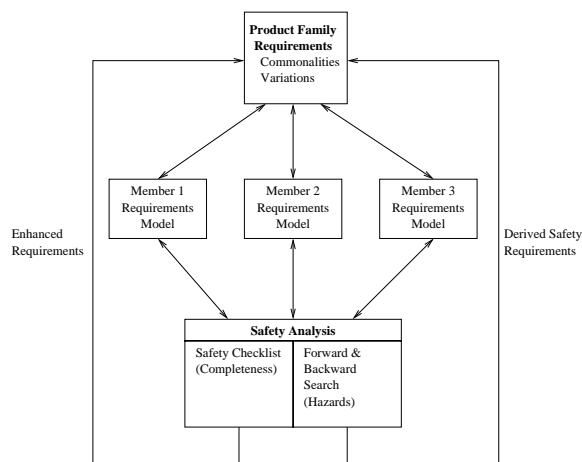 Product Family
Requirements
Commonalities
Variations
Member 1
Requirements
Model
Member 2
Requirements
Model
Member 3
Requirements
Model
Enhanced
Requirements
Derived Safety
Requirements
Safety Analysis
Safety Checklist
(Completeness)
Forward &
Backward
Search
(Hazards)